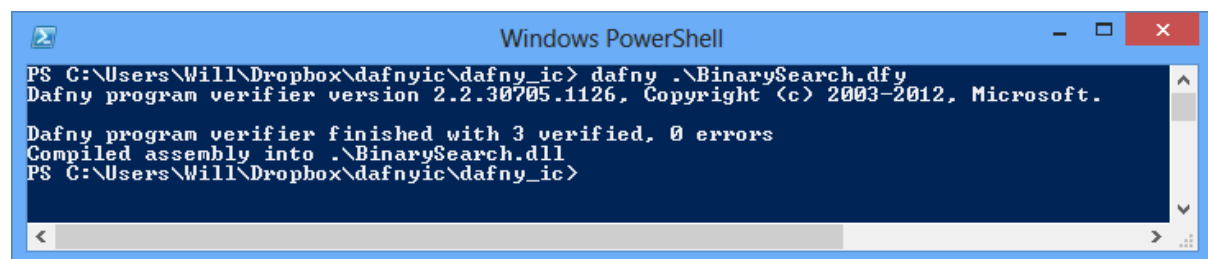 Windows PowerShell
PS C:\Users\Will\Dropbox\dafnyic\dafny_ic> dafny .\BinarySearch.dfy
Dafny program verifier version 2.2.30705.1126, Copyright (c) 2003-2012, Microsoft.
Dafny program verifier finished with 3 verified, 0 errors
Compiled assembly into .\BinarySearch.dll
PS C:\Users\Will\Dropbox\dafnyic\dafny_ic>